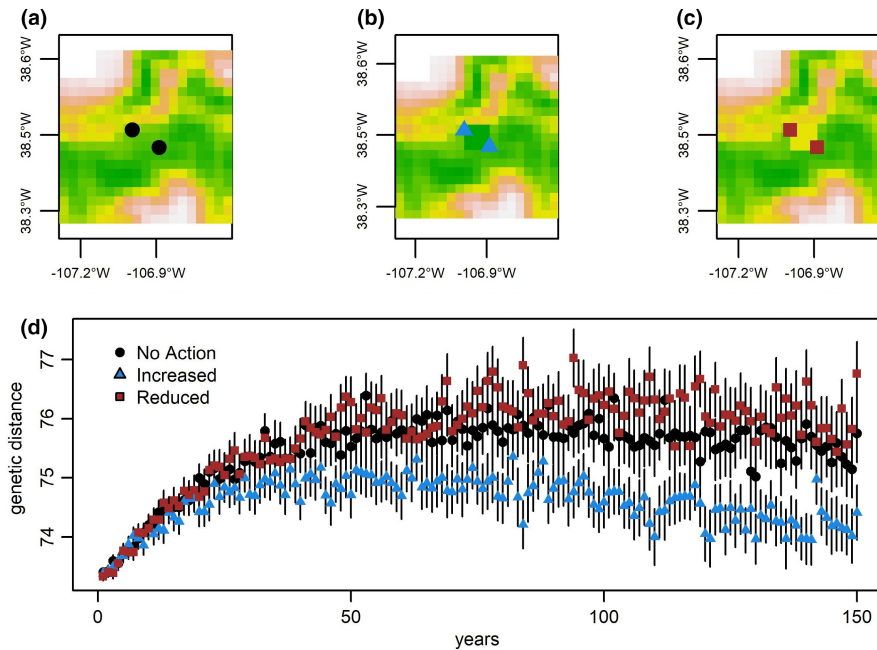 (a)
(b)
(c)
38.6°W
38.5°W
38.3°W
-107.2°W
-106.9°W
38.6°W
38.5°W
38.3°W
-107.2°W
-106.9°W
38.6°W
38.5°W
38.3°W
-107.2°W
-106.9°W
(d)
No Action
Increased
Reduced
genetic distance
77
76
75
74
0
50
100
150
years